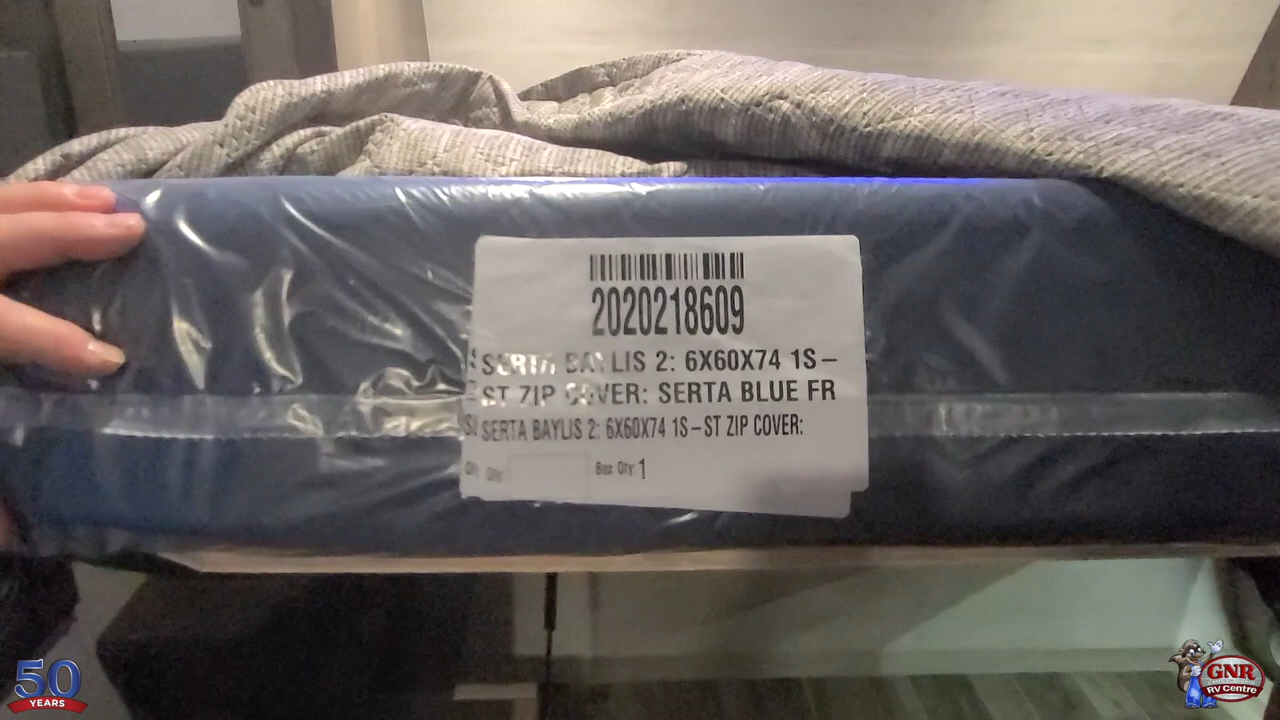 2020218609
SERTA BAYLIS 2: 6X60X74 1S-
ST ZIP COVER: SERTA BLUE FR
SERTA BAYLIS 2: 6X60X74 1S-ST ZIP COVER:
Qty: Box Qty: 1
50
YEARS
GNR
RV Centre